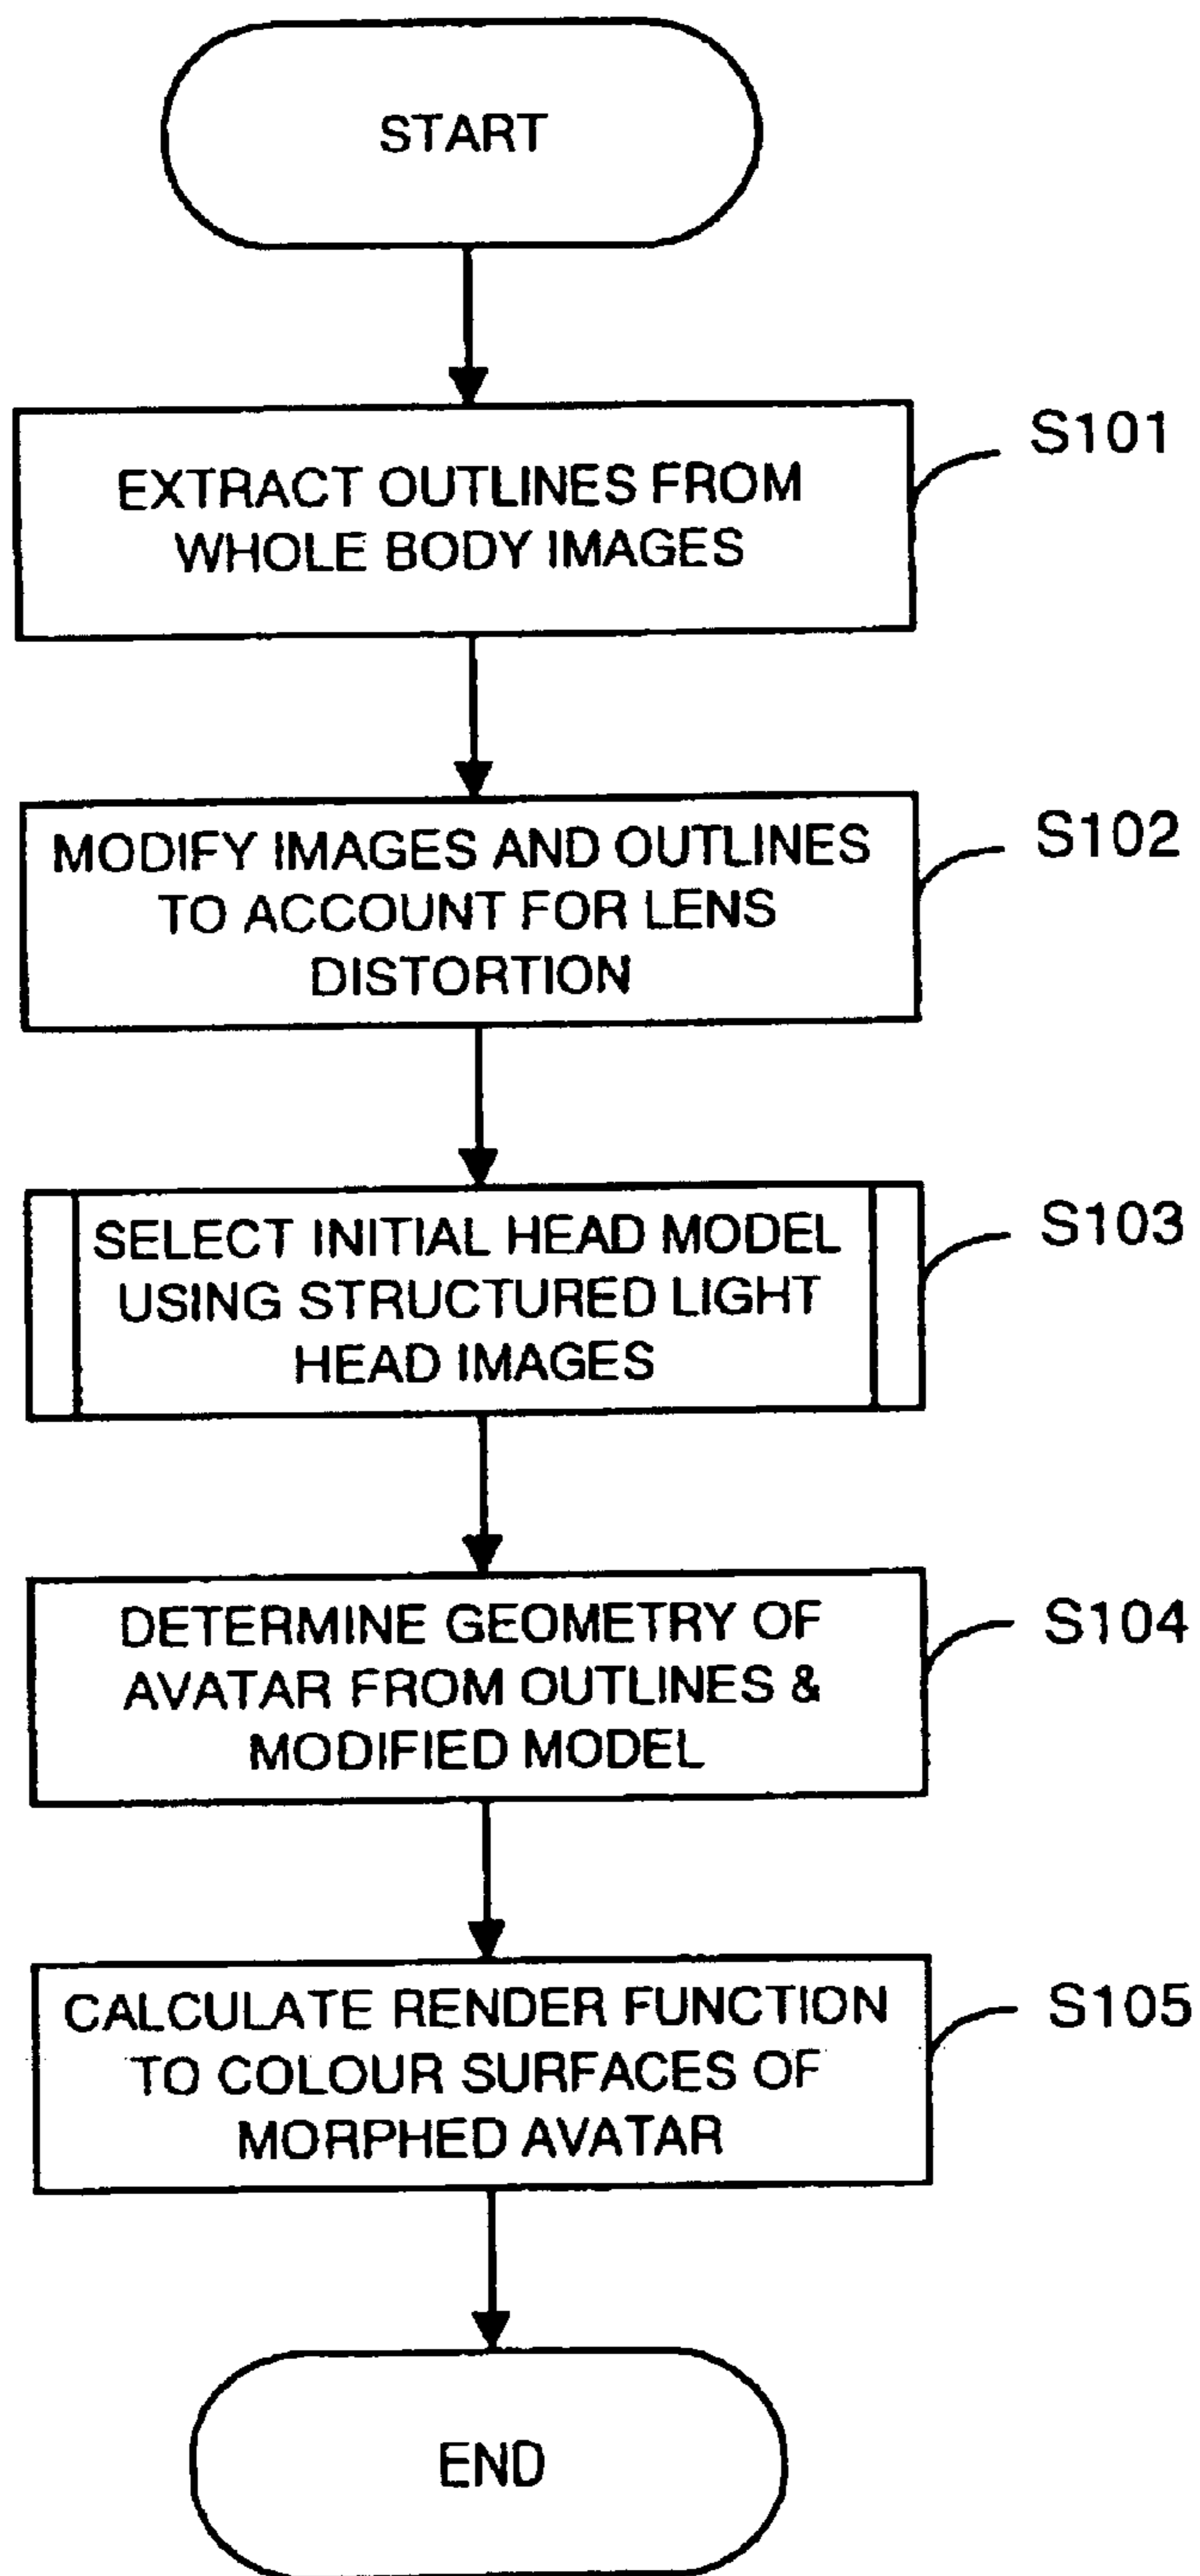 START
EXTRACT OUTLINES FROM
WHOLE BODY IMAGES
S101
MODIFY IMAGES AND OUTLINES
TO ACCOUNT FOR LENS
DISTORTION
S102
SELECT INITIAL HEAD MODEL
USING STRUCTURED LIGHT
HEAD IMAGES
S103
DETERMINE GEOMETRY OF
AVATAR FROM OUTLINES &
MODIFIED MODEL
S104
CALCULATE RENDER FUNCTION
TO COLOUR SURFACES OF
MORPHED AVATAR
S105
END